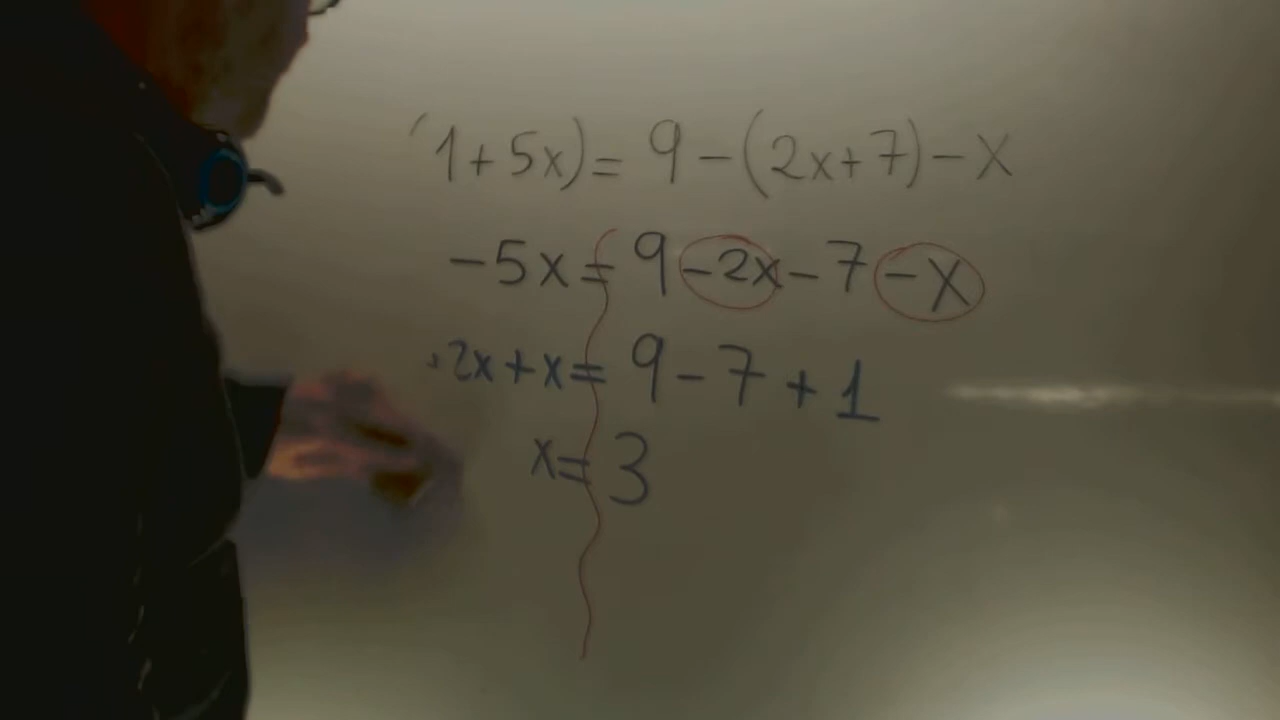 (1+5x)= 9-(2x+7)-x
-5x= 9-2x-7-x
+2x+x= 9-7+1
x= 3